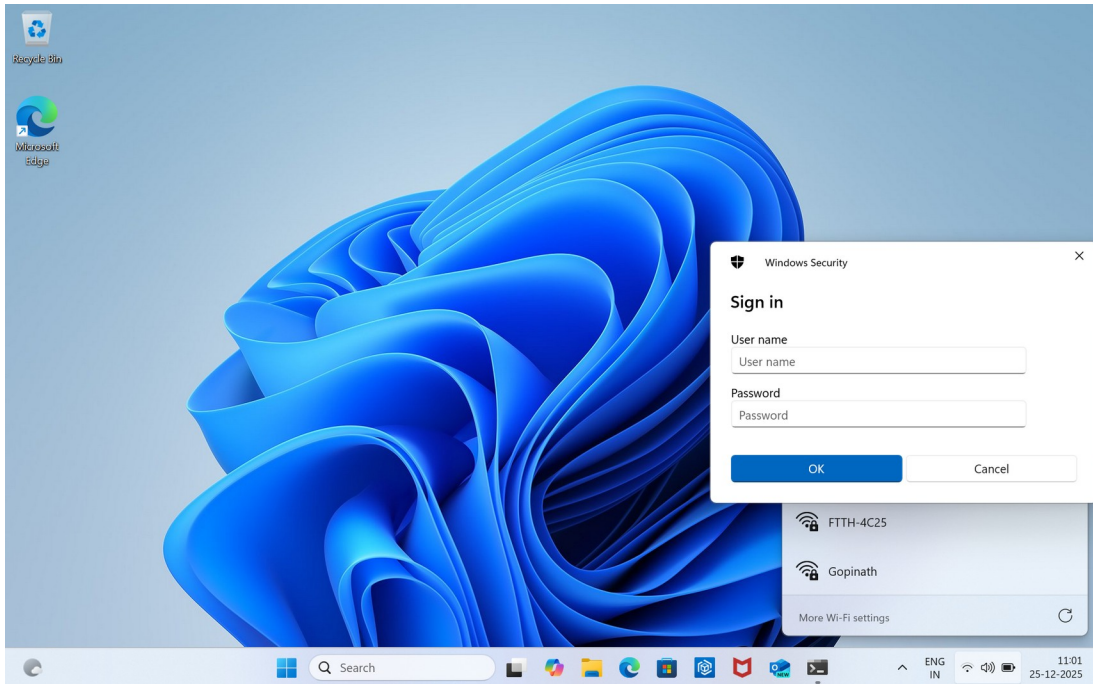 Recycle Bin
Microsoft
Edge
Windows Security
Sign in
User name
User name
Password
Password
OK
Cancel
FTTH-4C25
Gopinath
More Wi-Fi settings
Search
NEW
ENG
IN
11:01
25-12-2025